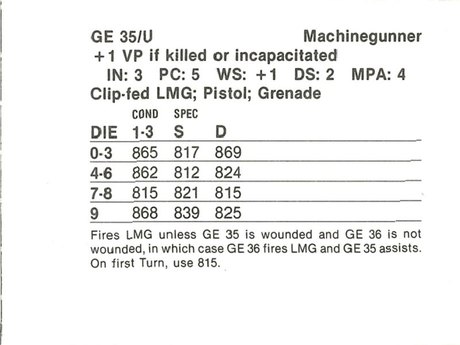 GE 35/U Machinegunner
+1 VP if killed or incapacitated
IN: 3 PC: 5 WS: +1 DS: 2 MPA: 4
Clip-fed LMG; Pistol; Grenade
COND SPEC
DIE 1-3 S D
0-3 865 817 869
4-6 862 812 824
7-8 815 821 815
9 868 839 825
Fires LMG unless GE 35 is wounded and GE 36 is not
wounded, in which case GE 36 fires LMG and GE 35 assists.
On first Turn, use 815.